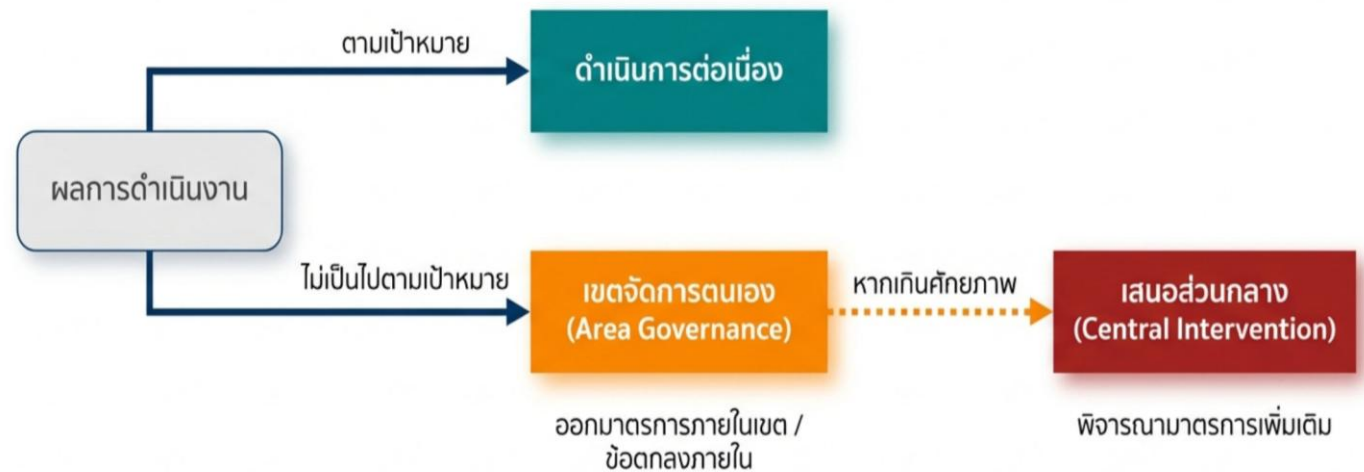 ตามเป้าหมาย
ดำเนินการต่อเนื่อง
ผลการดำเนินงาน
ไม่เป็นไปตามเป้าหมาย
เขตจัดการตนเอง
(Area Governance)
หากเกินศักยภาพ
เสนอส่วนกลาง
(Central Intervention)
ออกมาตรการภายในเขต /
ข้อตกลงภายใน
พิจารณามาตรการเพิ่มเติม